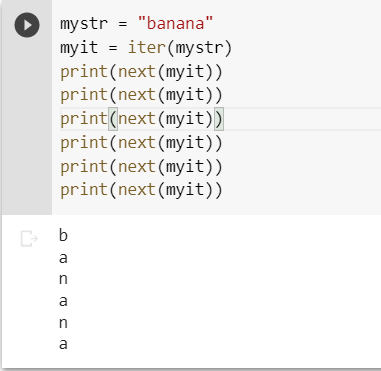 mystr = "banana"
myit = iter(mystr)
print(next(myit))
print(next(myit))
print(next(myit))
print(next(myit))
print(next(myit))
print(next(myit))
b
a
n
a
n
a